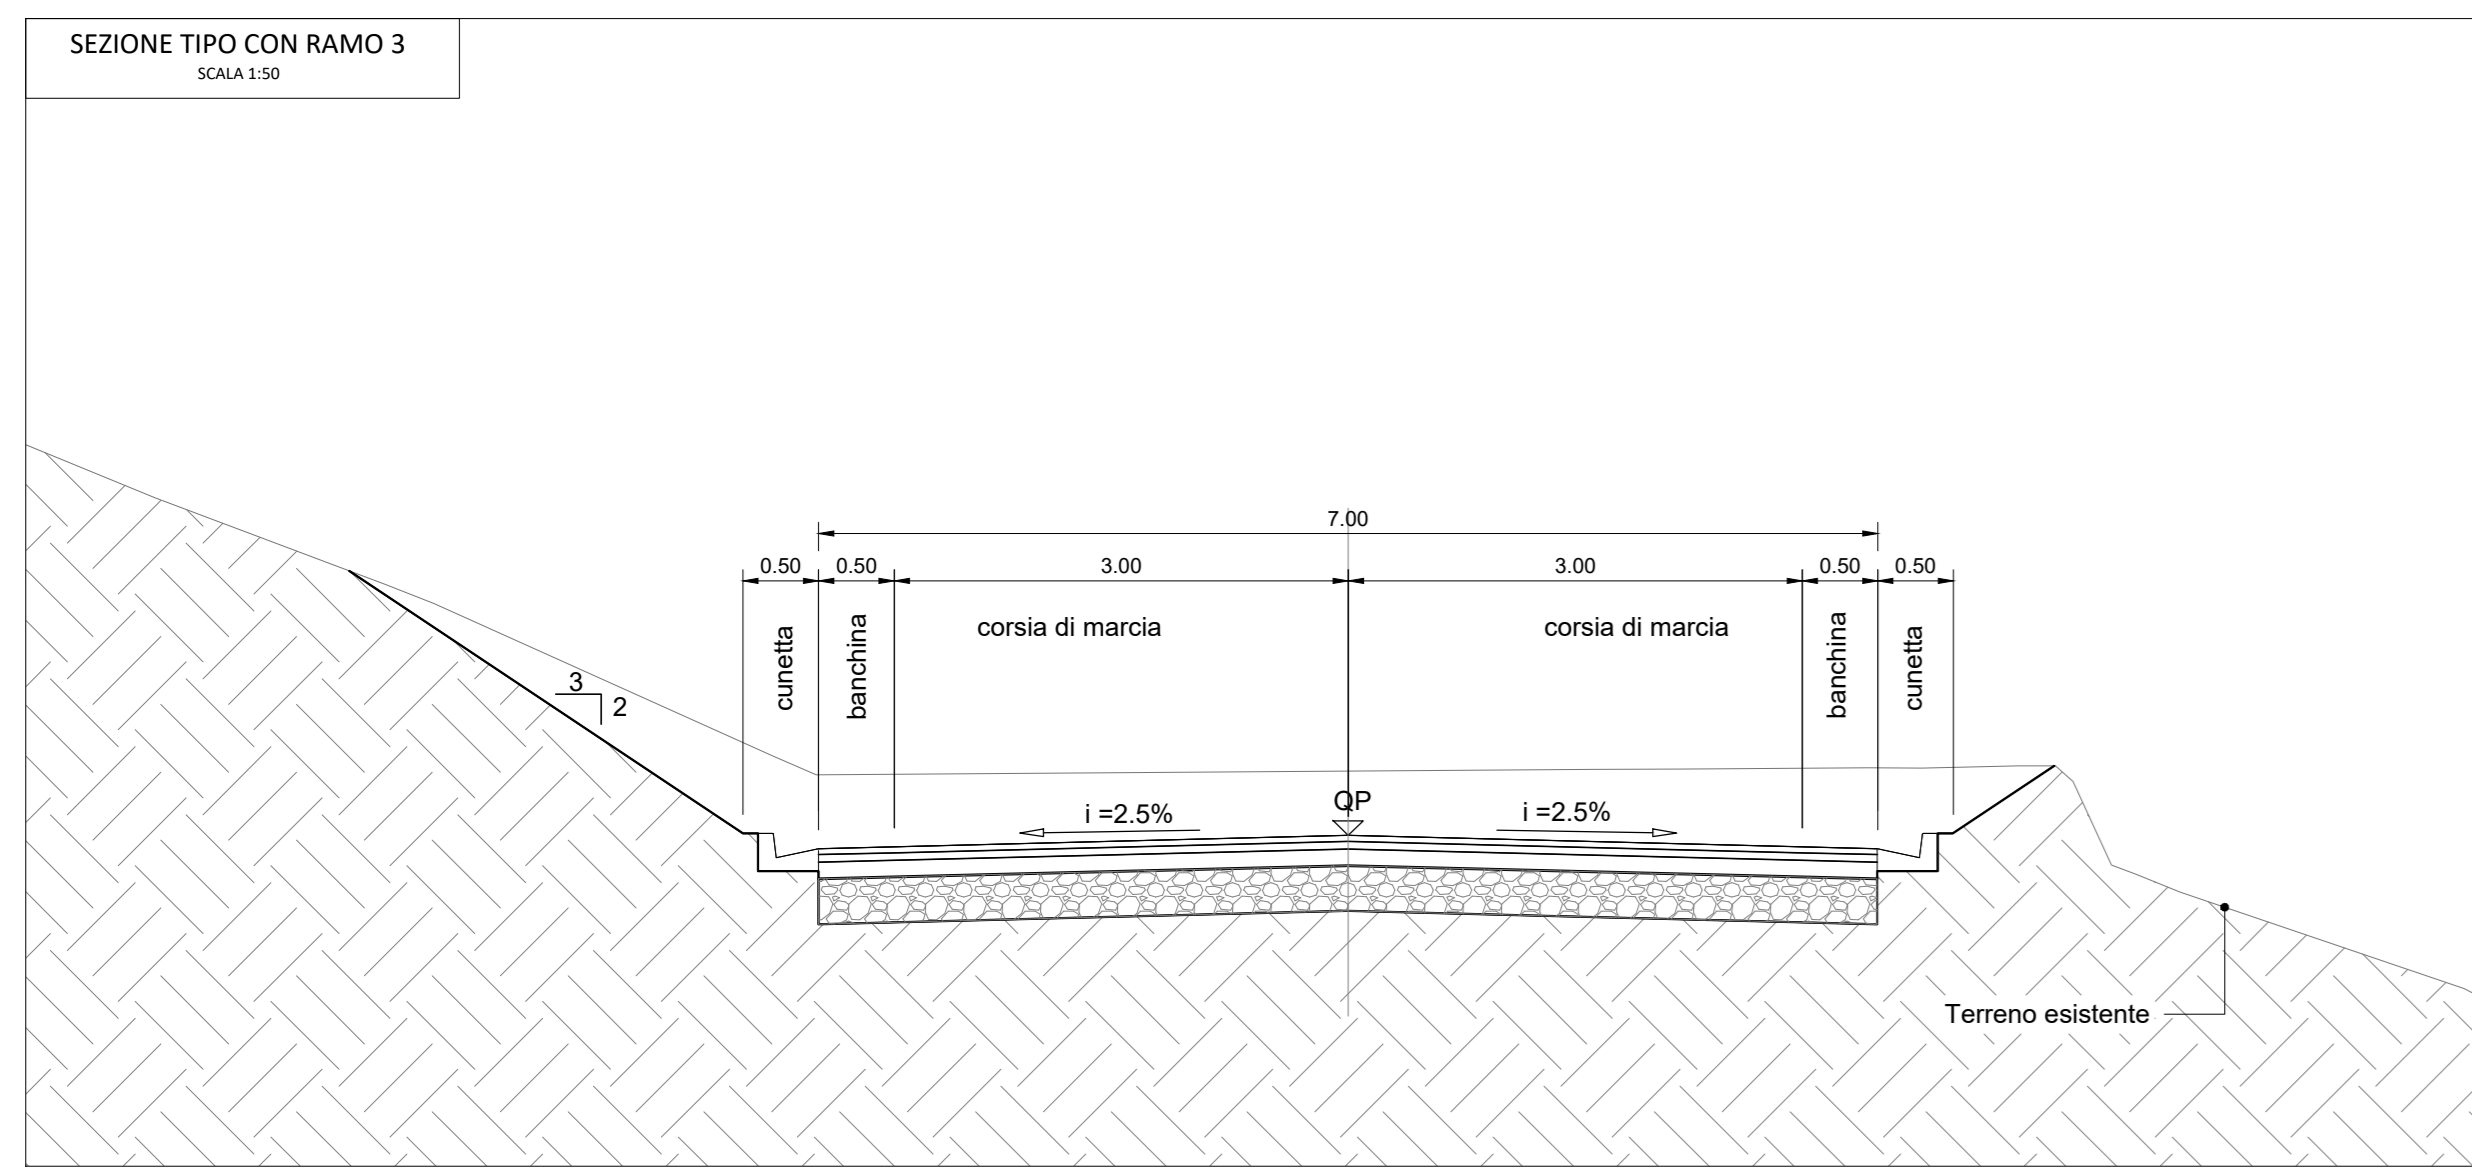 SEZIONE TIPO CON RAMO 3
SCALA 1:50
7.00
0.50
0.50
3.00
3.00
0.50
0.50
cunetta
banchina
corsia di marcia
corsia di marcia
banchina
cunetta
3
2
i =2.5%
QP
i =2.5%
Terreno esistente